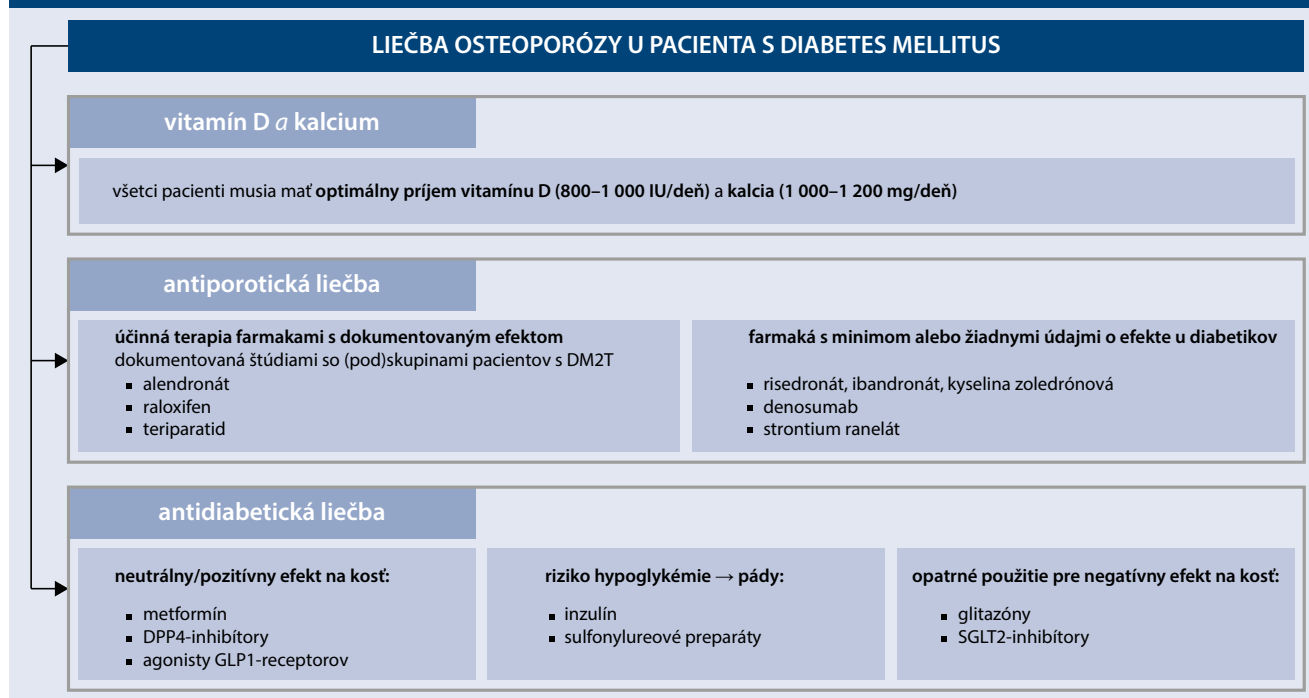 LIEČBA OSTEOPORÓZY U PACIENTA S DIABETES MELLITUS
vitamín D a kalcium
všetci pacienti musia mať optimálny príjem vitamínu D (800–1 000 IU/deň) a kalcia (1 000–1 200 mg/deň)
antiporotická liečba
účinná terapia farmakami s dokumentovaným efektom
dokumentovaná štúdiami so (pod)skupinami pacientov s DM2T
▪ alendronát
▪ raloxifen
▪ teriparatid
farmaká s minimom alebo žiadnymi údajmi o efekte u diabetikov
▪ risedronát, ibandronát, kyselina zoledrónová
▪ denosumab
▪ strontium ranelát
antidiabetická liečba
neutrálny/pozitívny efekt na kosť:
▪ metformín
▪ DPP4-inhibítory
▪ agonisty GLP1-receptorov
riziko hypoglykémie → pády:
▪ inzulín
▪ sulfonylureové preparáty
opatrné použitie pre negatívny efekt na kosť:
▪ glitazóny
▪ SGLT2-inhibítory